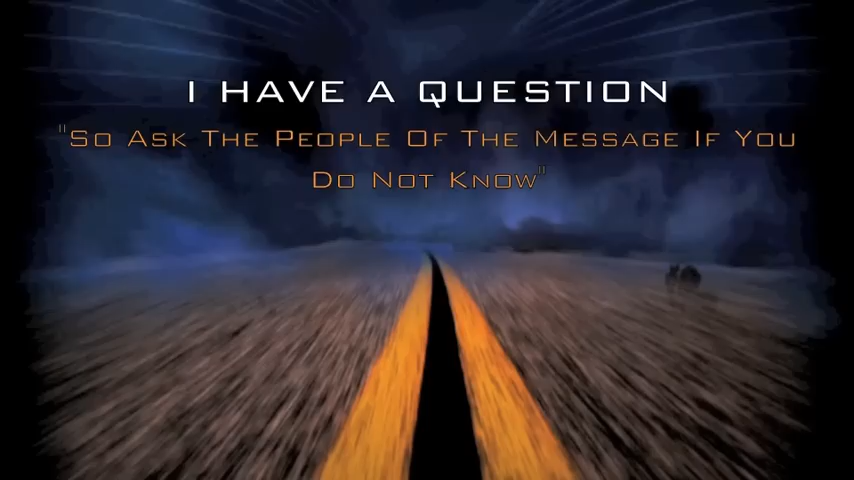 I HAVE A QUESTION
"So Ask The People Of The Message If You
Do Not Know"